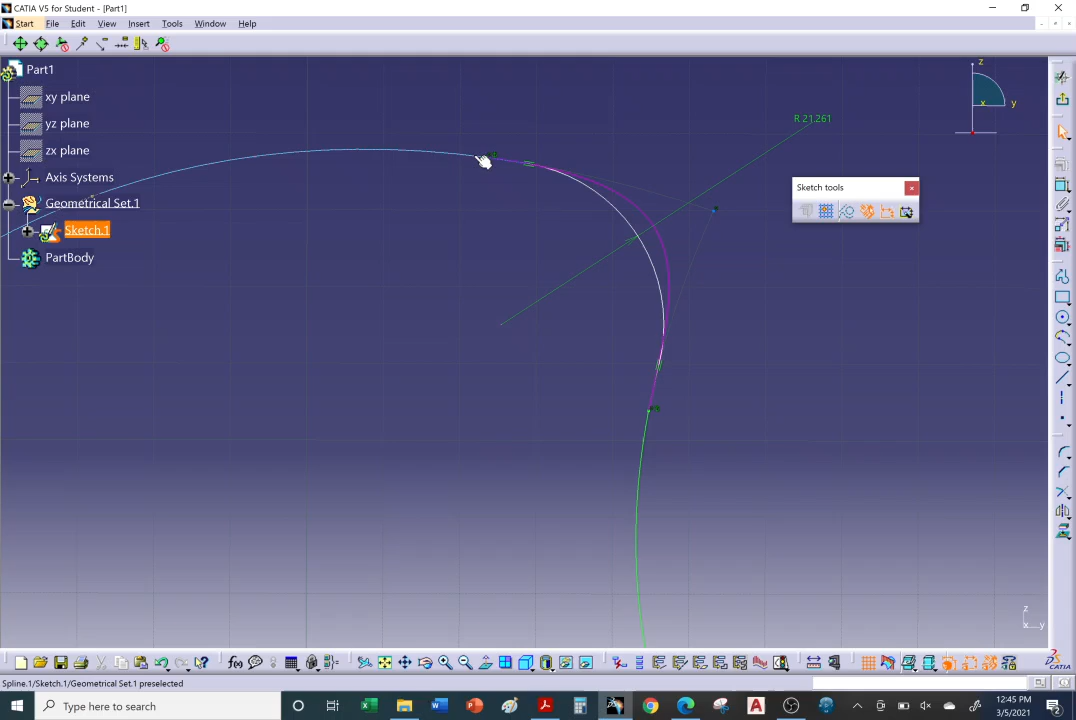 CATIA V5 for Student - [Part1]
Start File Edit View Insert Tools Window Help
Part1
xy plane
yz plane
zx plane
Axis Systems
Geometrical Set.1
Sketch.1
PartBody
z
x
y
R 21.261
Sketch tools
z
x y
f(x)
CATIA
Spline.1/Sketch.1/Geometrical Set.1 preselected
Type here to search
12:45 PM
3/5/2021
2